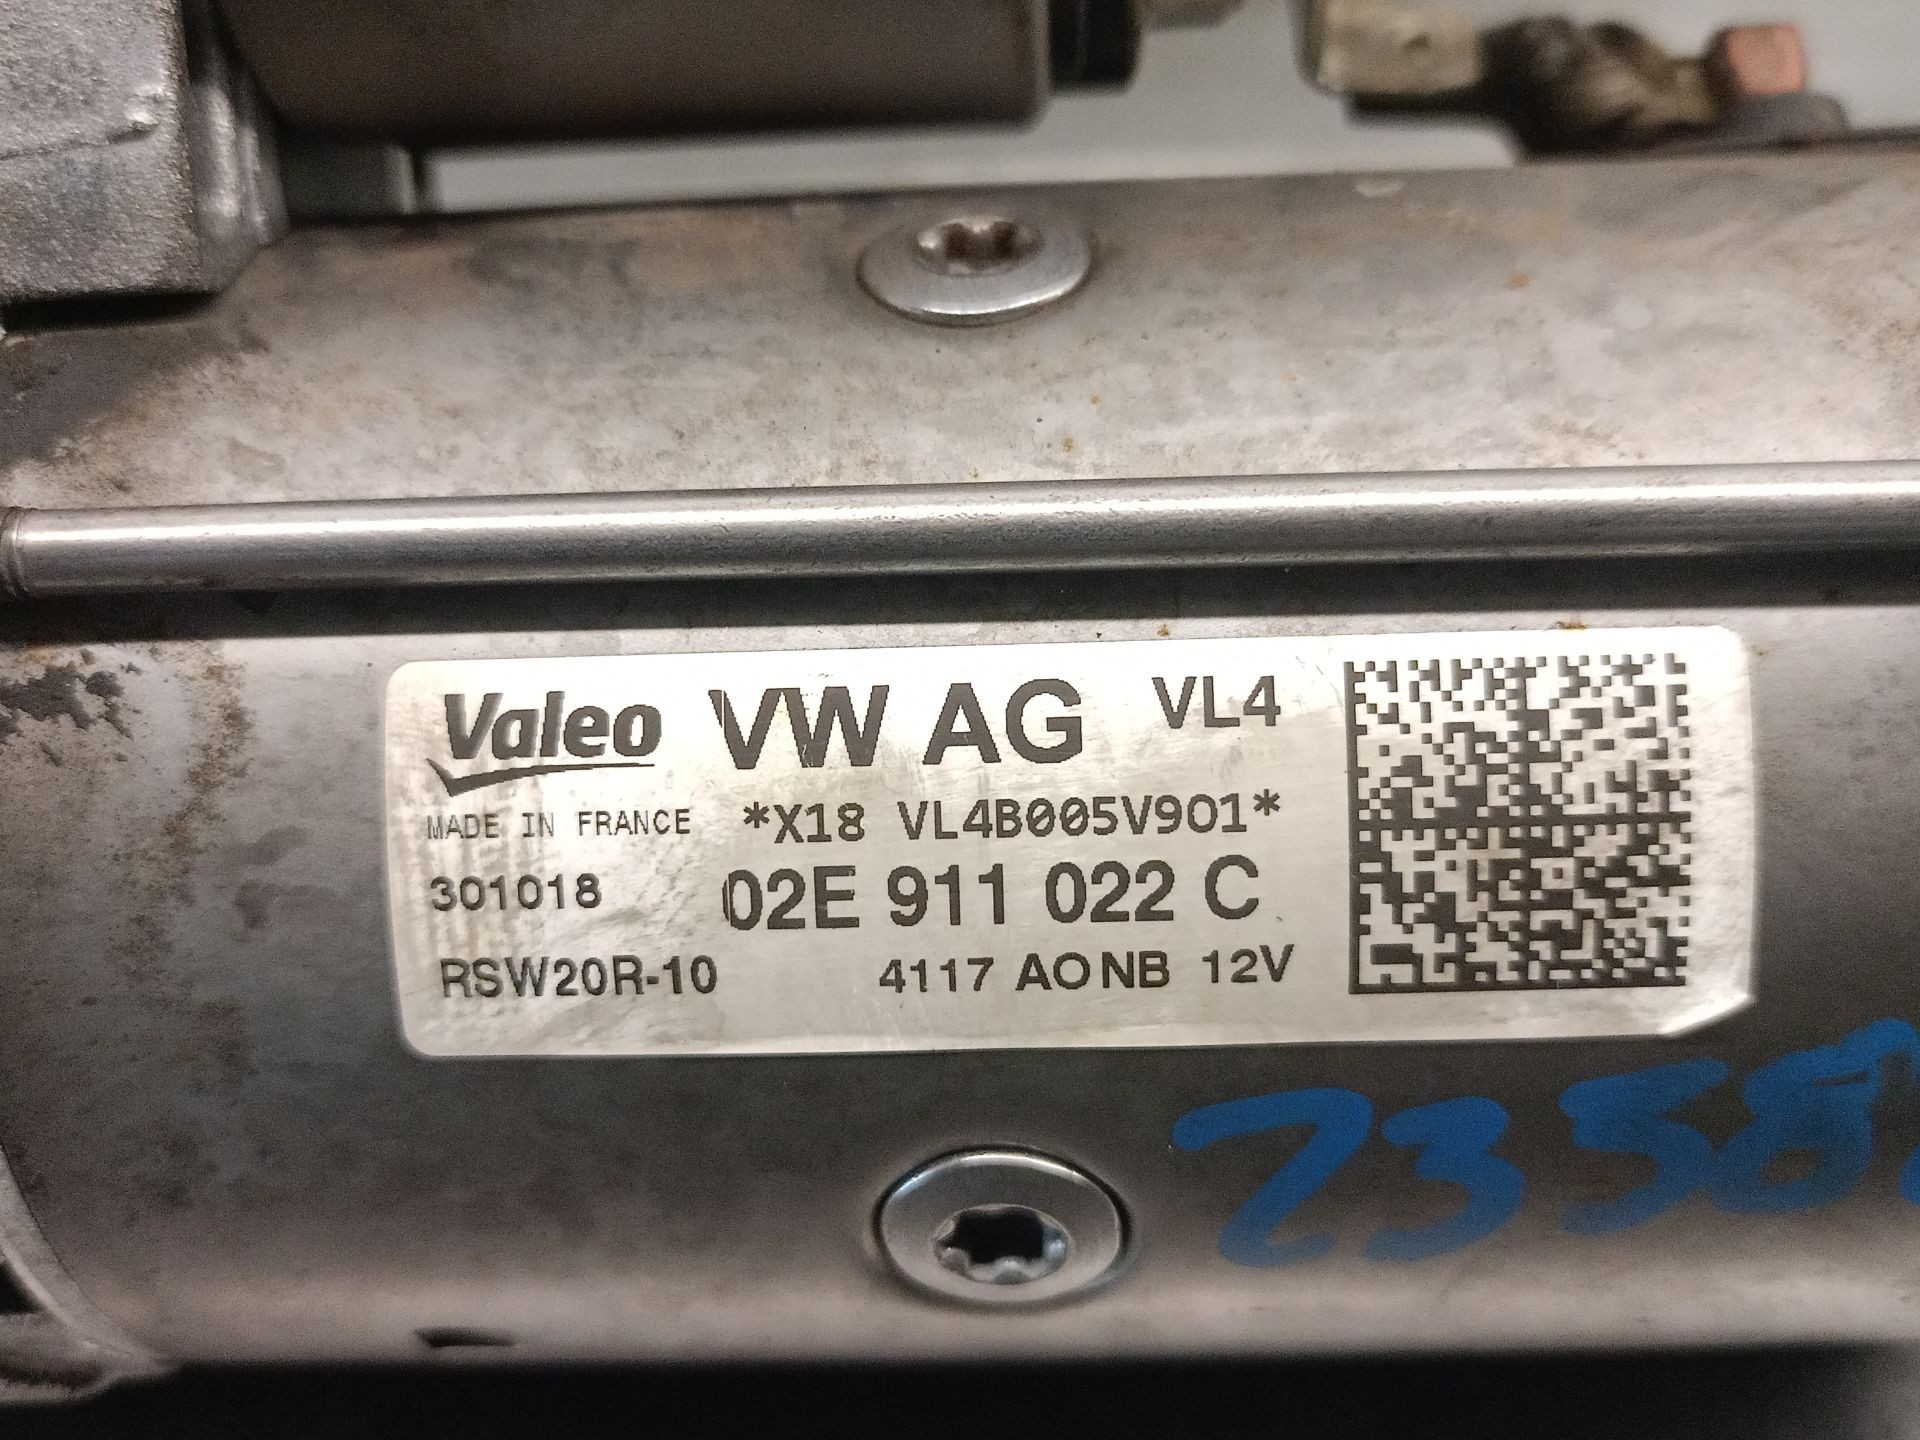 Valeo VW AG VL4
MADE IN FRANCE *X18 VL4B005V901*
301018 02E 911 022 C
RSW20R-10 4117 AONB 12V